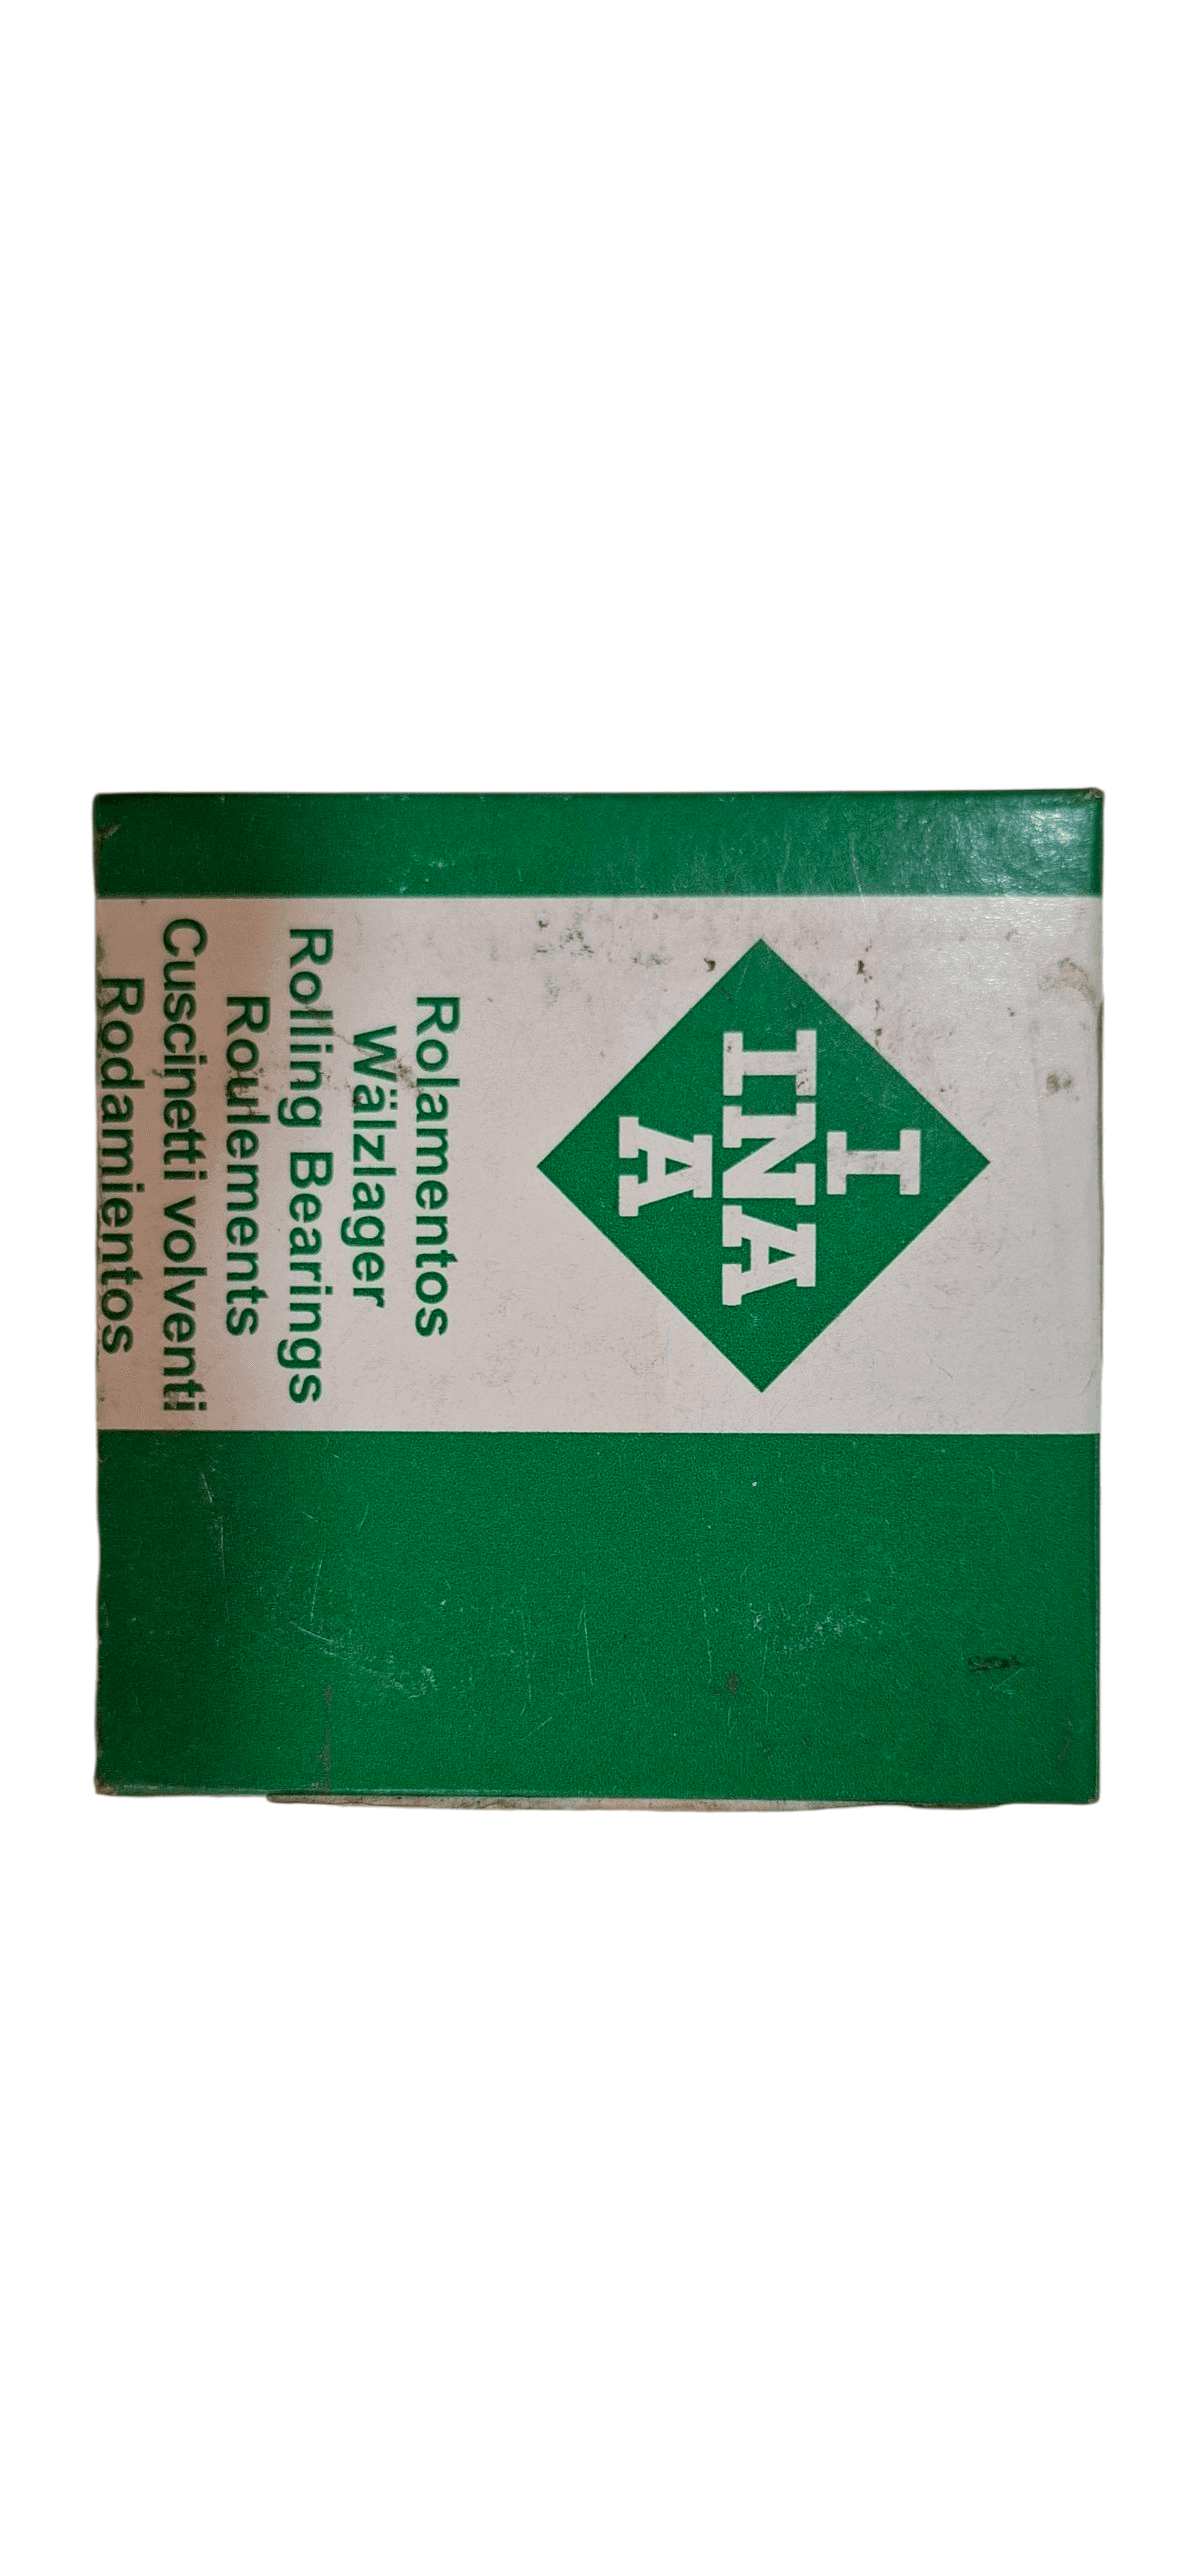 I
INA
A
Rolamentos
Wälzlager
Rolling Bearings
Roulements
Cuscinetti volventi
Rodamientos